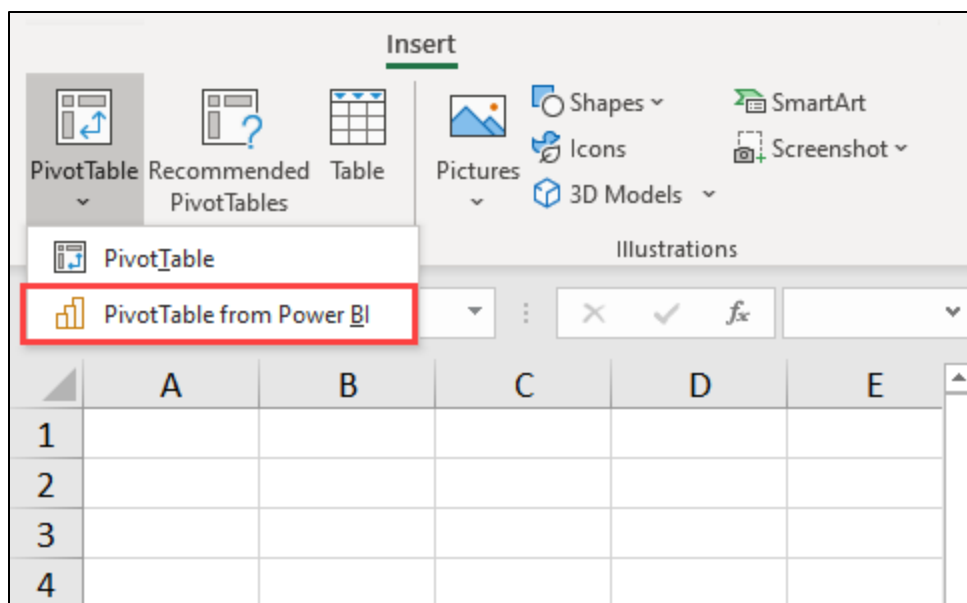 Insert
PivotTable
Recommended
PivotTables
Table
Pictures
Shapes
Icons
3D Models
SmartArt
Screenshot
Illustrations
PivotTable
PivotTable from Power BI
fx
A B C D E
1
2
3
4